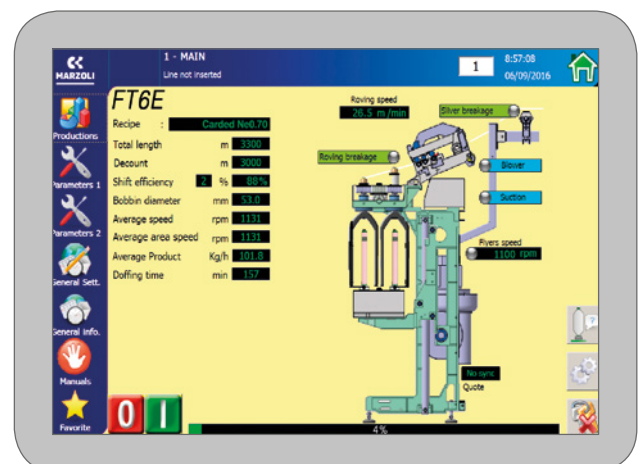 MARZOLI
1 - MAIN
Line not inserted
1
8:57:08
06/09/2016
Productions
Parameters 1
Parameters 2
General Sett.
General Info.
Manuals
Favorite
FT6E
Recipe : Carded Ne0.70
Total length m 3300
Decount m 3000
Shift efficiency 2 % 88%
Bobbin diameter mm 53.0
Average speed rpm 1131
Average area speed rpm 1131
Average Product Kg/h 101.8
Doffing time min 157
Roving speed
26.5 m/min
Silver breakage
Roving breakage
Blower
Suction
Flyers speed
1100 rpm
No sync
Quote
?
0 I
4%